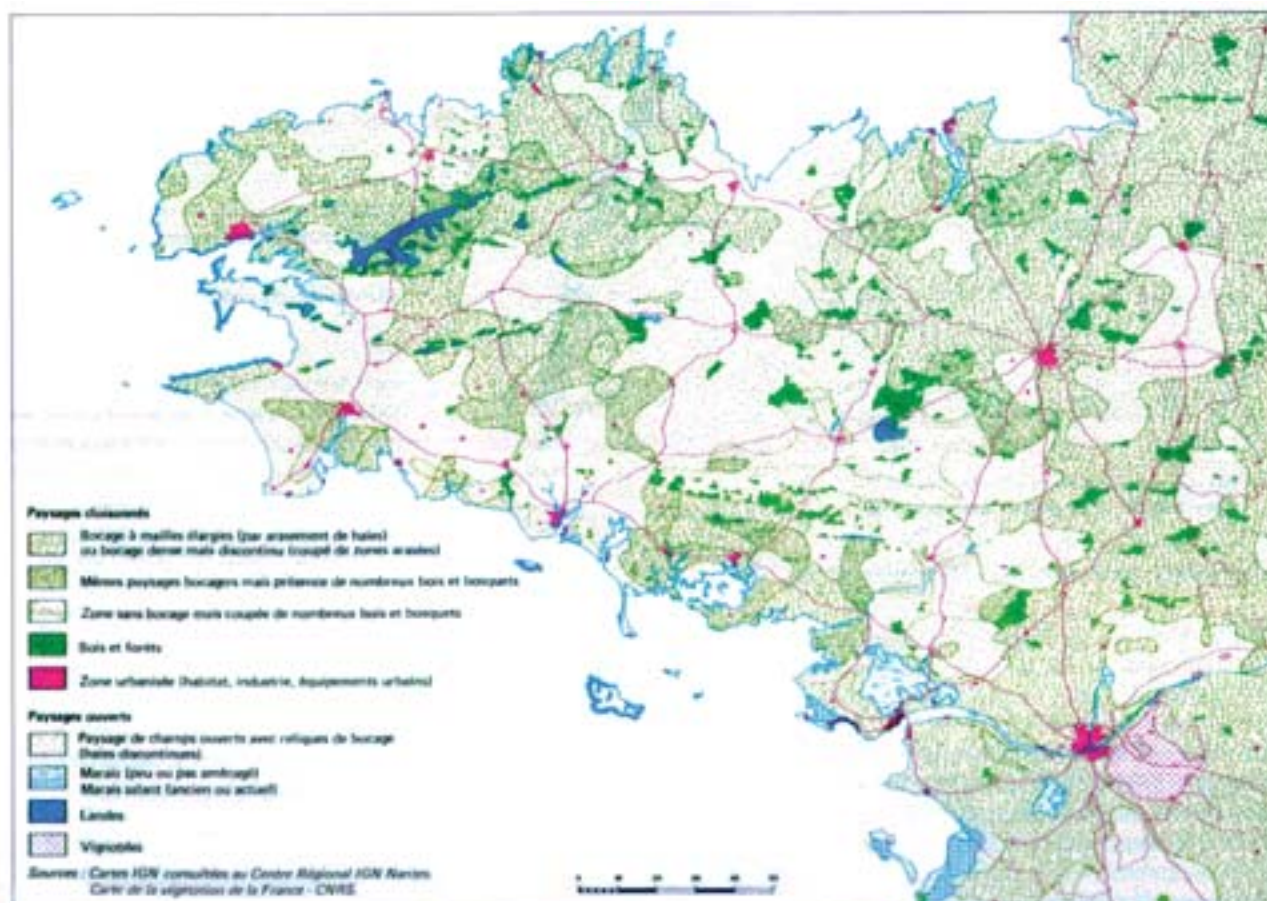 Paysages cloisonnés
Bocage à mailles élargies (par arasement de haies)
ou bocage dense mais discontinu (coupé de zones arasées)
Mêmes paysages bocagers mais présence de nombreux bois et bosquets
Zone sans bocage mais coupée de nombreux bois et bosquets
Bois et forêts
Zone urbanisée (habitat, industrie, équipements urbains)
Paysages ouverts
Paysage de champs ouverts avec reliques de bocage
(haies discontinues)
Marais (peu ou pas aménagé)
Marais salant (ancien ou actuel)
Landes
Vignobles
Sources : Cartes IGN consultables au Centre Régional IGN Nantes
Carte de la végétation de la France - CNRS